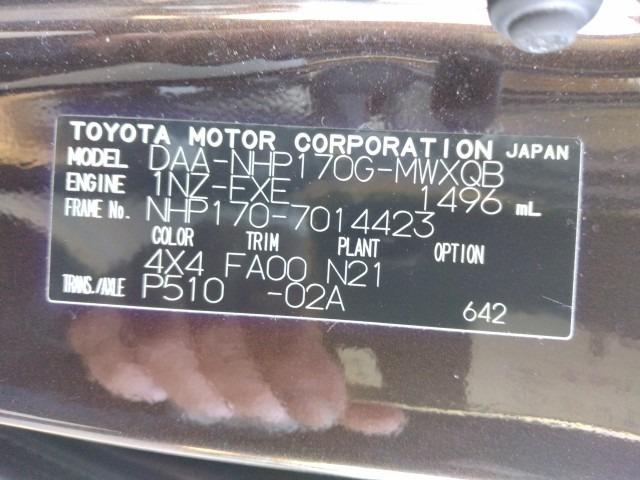 TOYOTA MOTOR CORPORATION JAPAN
MODEL DAA-NHP170G-MWXQB
ENGINE 1NZ-EXE 1496 mL
FRAME No. NHP170-7014423
COLOR TRIM PLANT OPTION
4X4 FA00 N21
TRANS./AXLE P510 -02A
642